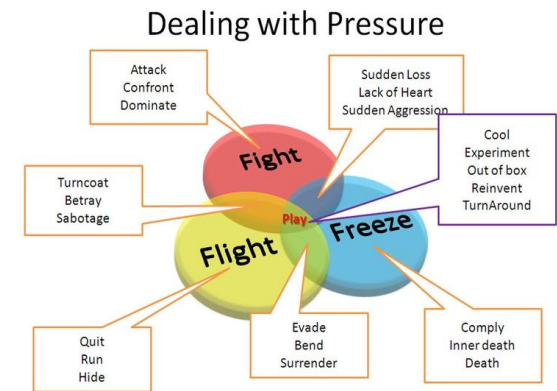 Dealing with Pressure
Attack
Confront
Dominate
Sudden Loss
Lack of Heart
Sudden Aggression
Cool
Experiment
Out of box
Reinvent
TurnAround
Fight
Turncoat
Betray
Sabotage
Play
Freeze
Flight
Quit
Run
Hide
Evade
Bend
Surrender
Comply
Inner death
Death